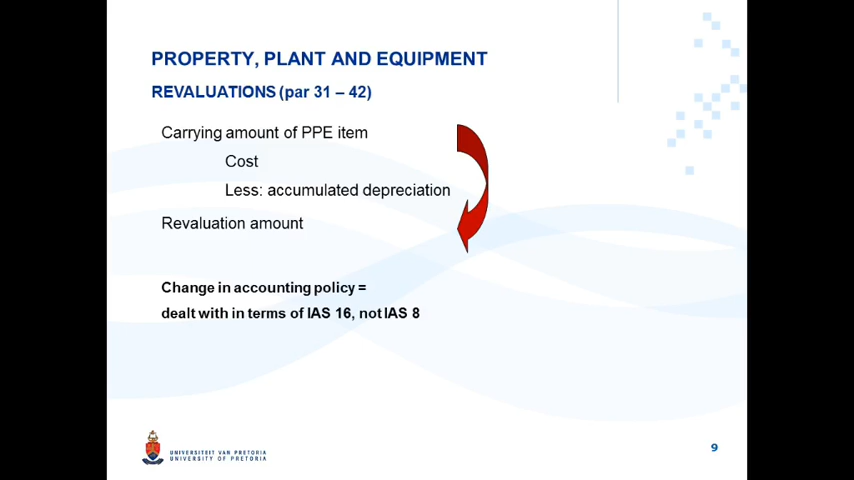 PROPERTY, PLANT AND EQUIPMENT
REVALUATIONS (par 31 – 42)
Carrying amount of PPE item
Cost
Less: accumulated depreciation
Revaluation amount
Change in accounting policy =
dealt with in terms of IAS 16, not IAS 8
UNIVERSITEIT VAN PRETORIA
UNIVERSITY OF PRETORIA
9